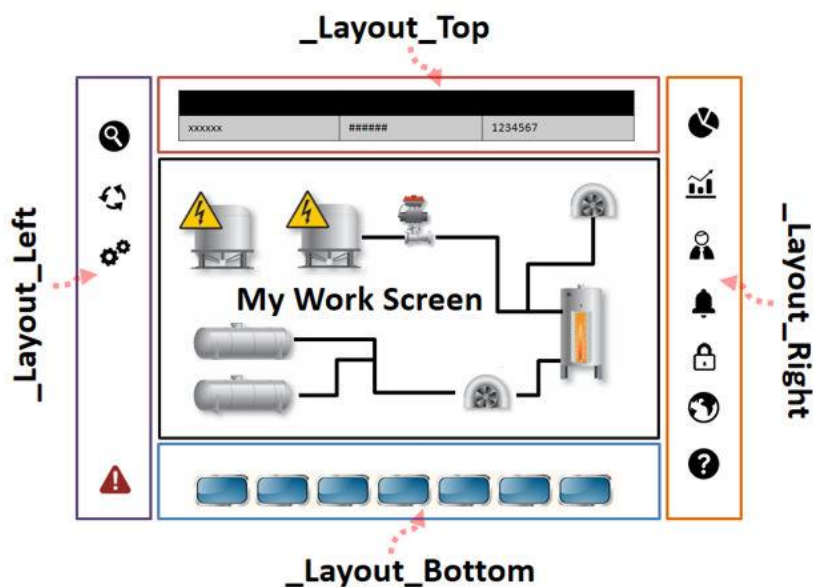 _Layout_Top
xxxxxx ###### 1234567
_Layout_Left
My Work Screen
_Layout_Right
_Layout_Bottom